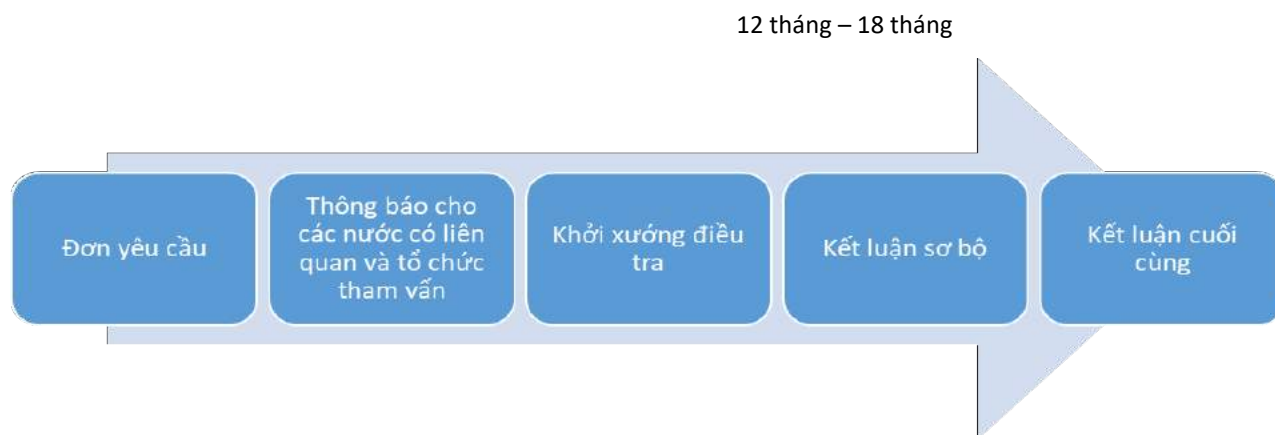 12 tháng – 18 tháng
Đơn yêu cầu
Thông báo cho
các nước có liên
quan và tổ chức
tham vấn
Khởi xướng điều
tra
Kết luận sơ bộ
Kết luận cuối
cùng